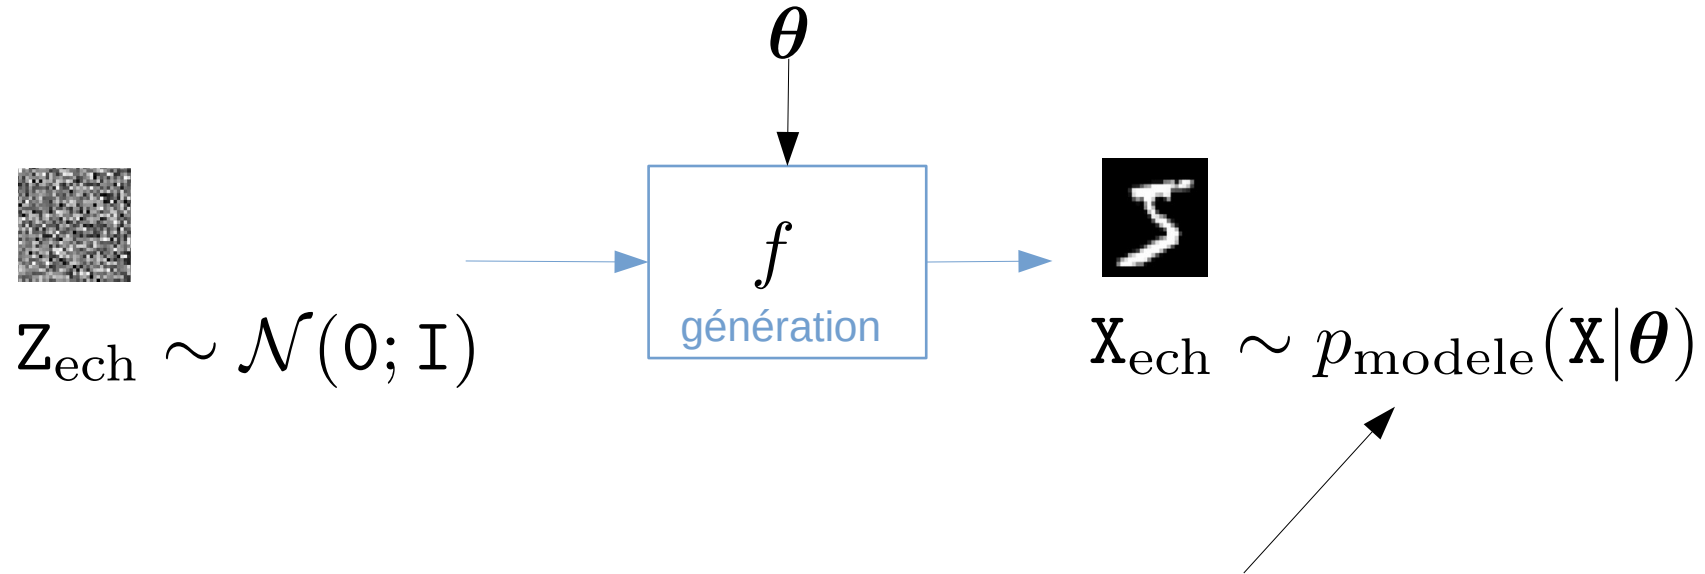 θ
f
génération
Z_ech ∼ 𝒩(0; I)
X_ech ∼ p_modele(X|θ)